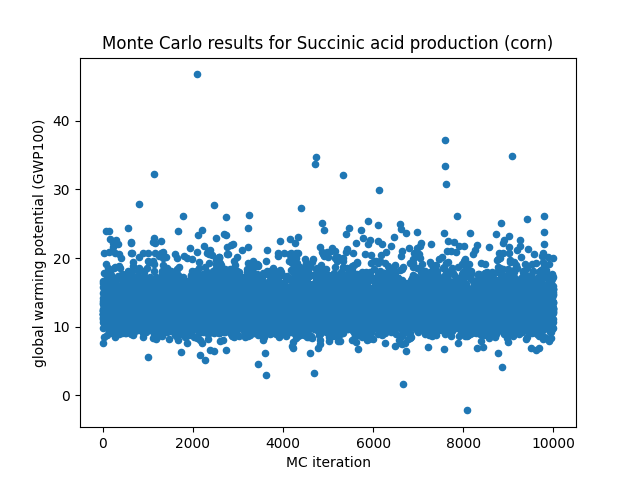 Monte Carlo results for Succinic acid production (corn)
global warming potential (GWP100)
40
30
20
10
0
0 2000 4000 6000 8000 10000
MC iteration